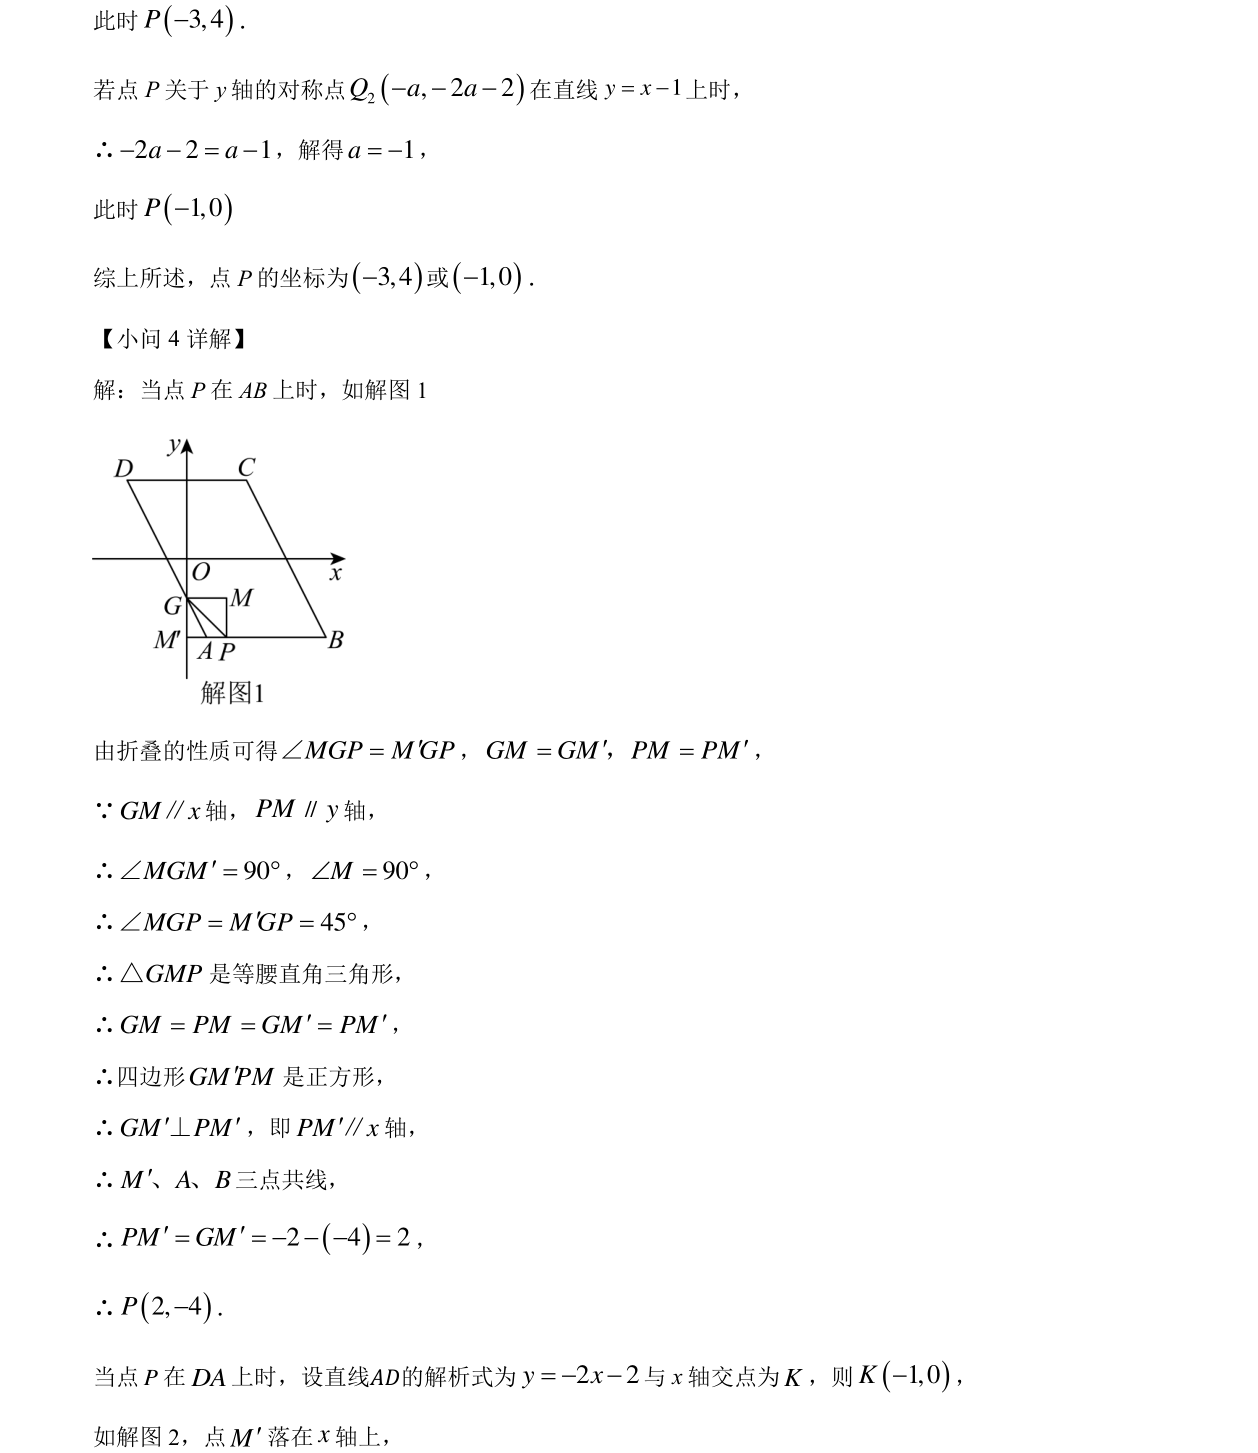 此时 P(−3,4).
若点 P 关于 y 轴的对称点 Q₂(−a,−2a−2) 在直线 y = x−1 上时，
∴ −2a−2 = a−1，解得 a = −1，
此时 P(−1,0)
综上所述，点 P 的坐标为 (−3,4) 或 (−1,0).
【小问 4 详解】
解：当点 P 在 AB 上时，如解图 1
y
D C
O x
G M
M′ A P B
解图1
由折叠的性质可得 ∠MGP = M′GP，GM = GM′，PM = PM′，
∵ GM // x 轴，PM // y 轴，
∴ ∠MGM′ = 90°，∠M = 90°，
∴ ∠MGP = M′GP = 45°，
∴ △GMP 是等腰直角三角形，
∴ GM = PM = GM′ = PM′，
∴四边形 GM′PM 是正方形，
∴ GM′⊥PM′，即 PM′// x 轴，
∴ M′、A、B 三点共线，
∴ PM′ = GM′ = −2−(−4) = 2，
∴ P(2,−4).
当点 P 在 DA 上时，设直线AD的解析式为 y = −2x−2 与 x 轴交点为 K，则 K(−1,0)，
如解图 2，点 M′ 落在 x 轴上，